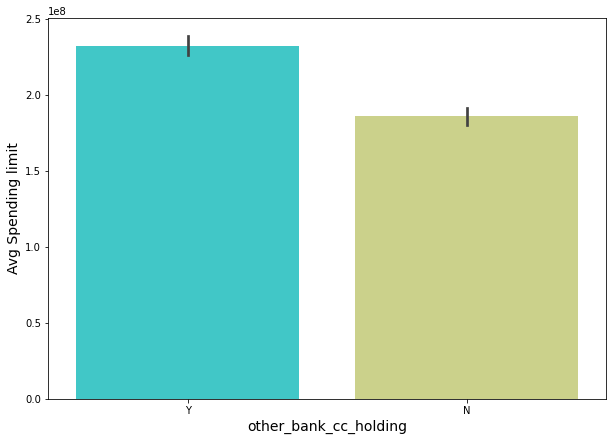 1e8
2.5
2.0
1.5
1.0
0.5
0.0
Avg Spending limit
Y
N
other_bank_cc_holding